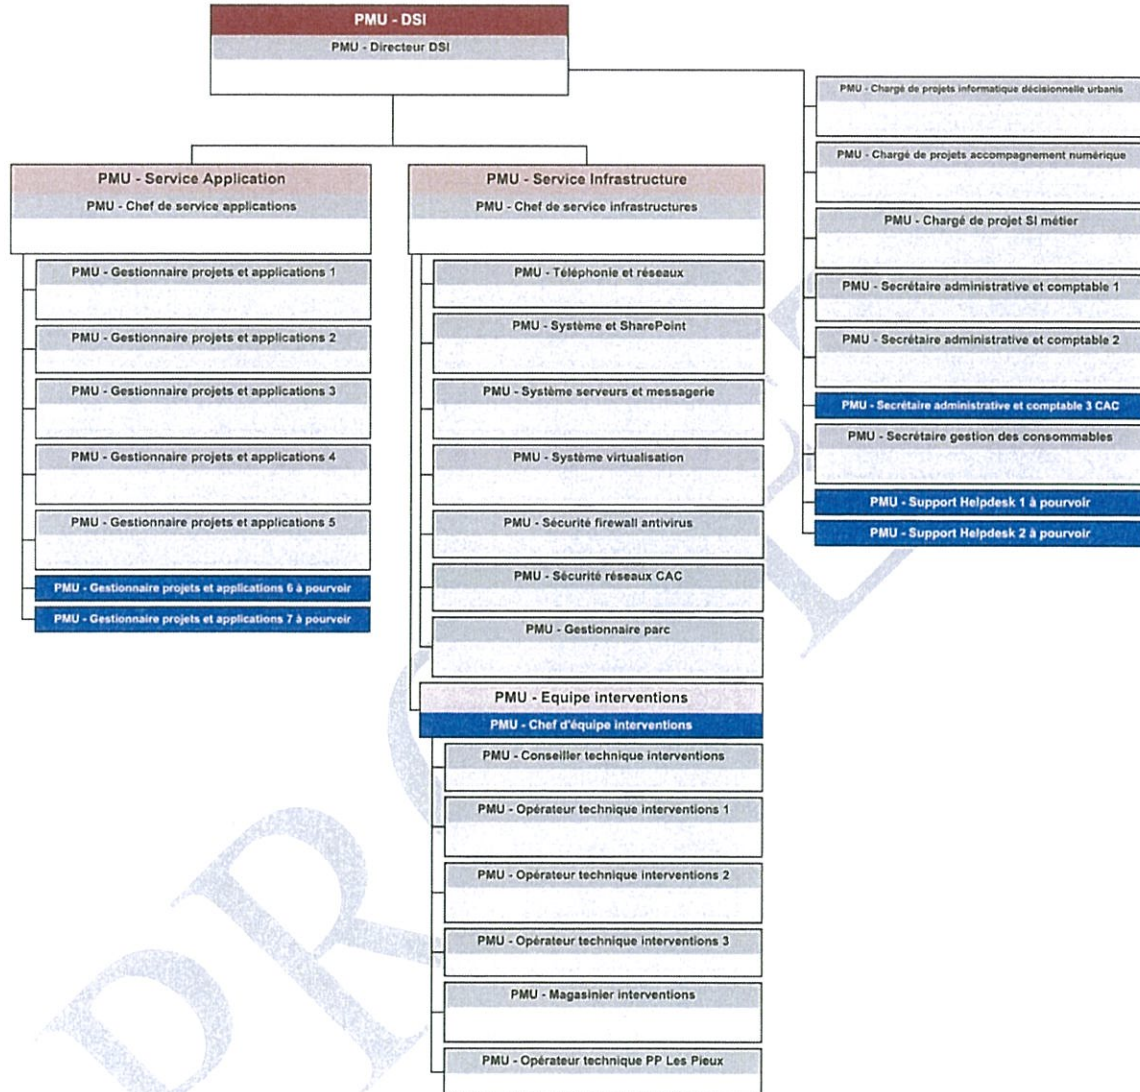 PMU - DSI
PMU - Directeur DSI
PMU - Service Application
PMU - Chef de service applications
PMU - Gestionnaire projets et applications 1
PMU - Gestionnaire projets et applications 2
PMU - Gestionnaire projets et applications 3
PMU - Gestionnaire projets et applications 4
PMU - Gestionnaire projets et applications 5
PMU - Gestionnaire projets et applications 6 à pourvoir
PMU - Gestionnaire projets et applications 7 à pourvoir
PMU - Service Infrastructure
PMU - Chef de service infrastructures
PMU - Téléphonie et réseaux
PMU - Système et SharePoint
PMU - Système serveurs et messagerie
PMU - Système virtualisation
PMU - Sécurité firewall antivirus
PMU - Sécurité réseaux CAC
PMU - Gestionnaire parc
PMU - Equipe interventions
PMU - Chef d'équipe interventions
PMU - Conseiller technique interventions
PMU - Opérateur technique interventions 1
PMU - Opérateur technique interventions 2
PMU - Opérateur technique interventions 3
PMU - Magasinier interventions
PMU - Opérateur technique PP Les Pieux
PMU - Chargé de projets informatique décisionnelle urbanis
PMU - Chargé de projets accompagnement numérique
PMU - Chargé de projet SI métier
PMU - Secrétaire administrative et comptable 1
PMU - Secrétaire administrative et comptable 2
PMU - Secrétaire administrative et comptable 3 CAC
PMU - Secrétaire gestion des consommables
PMU - Support Helpdesk 1 à pourvoir
PMU - Support Helpdesk 2 à pourvoir